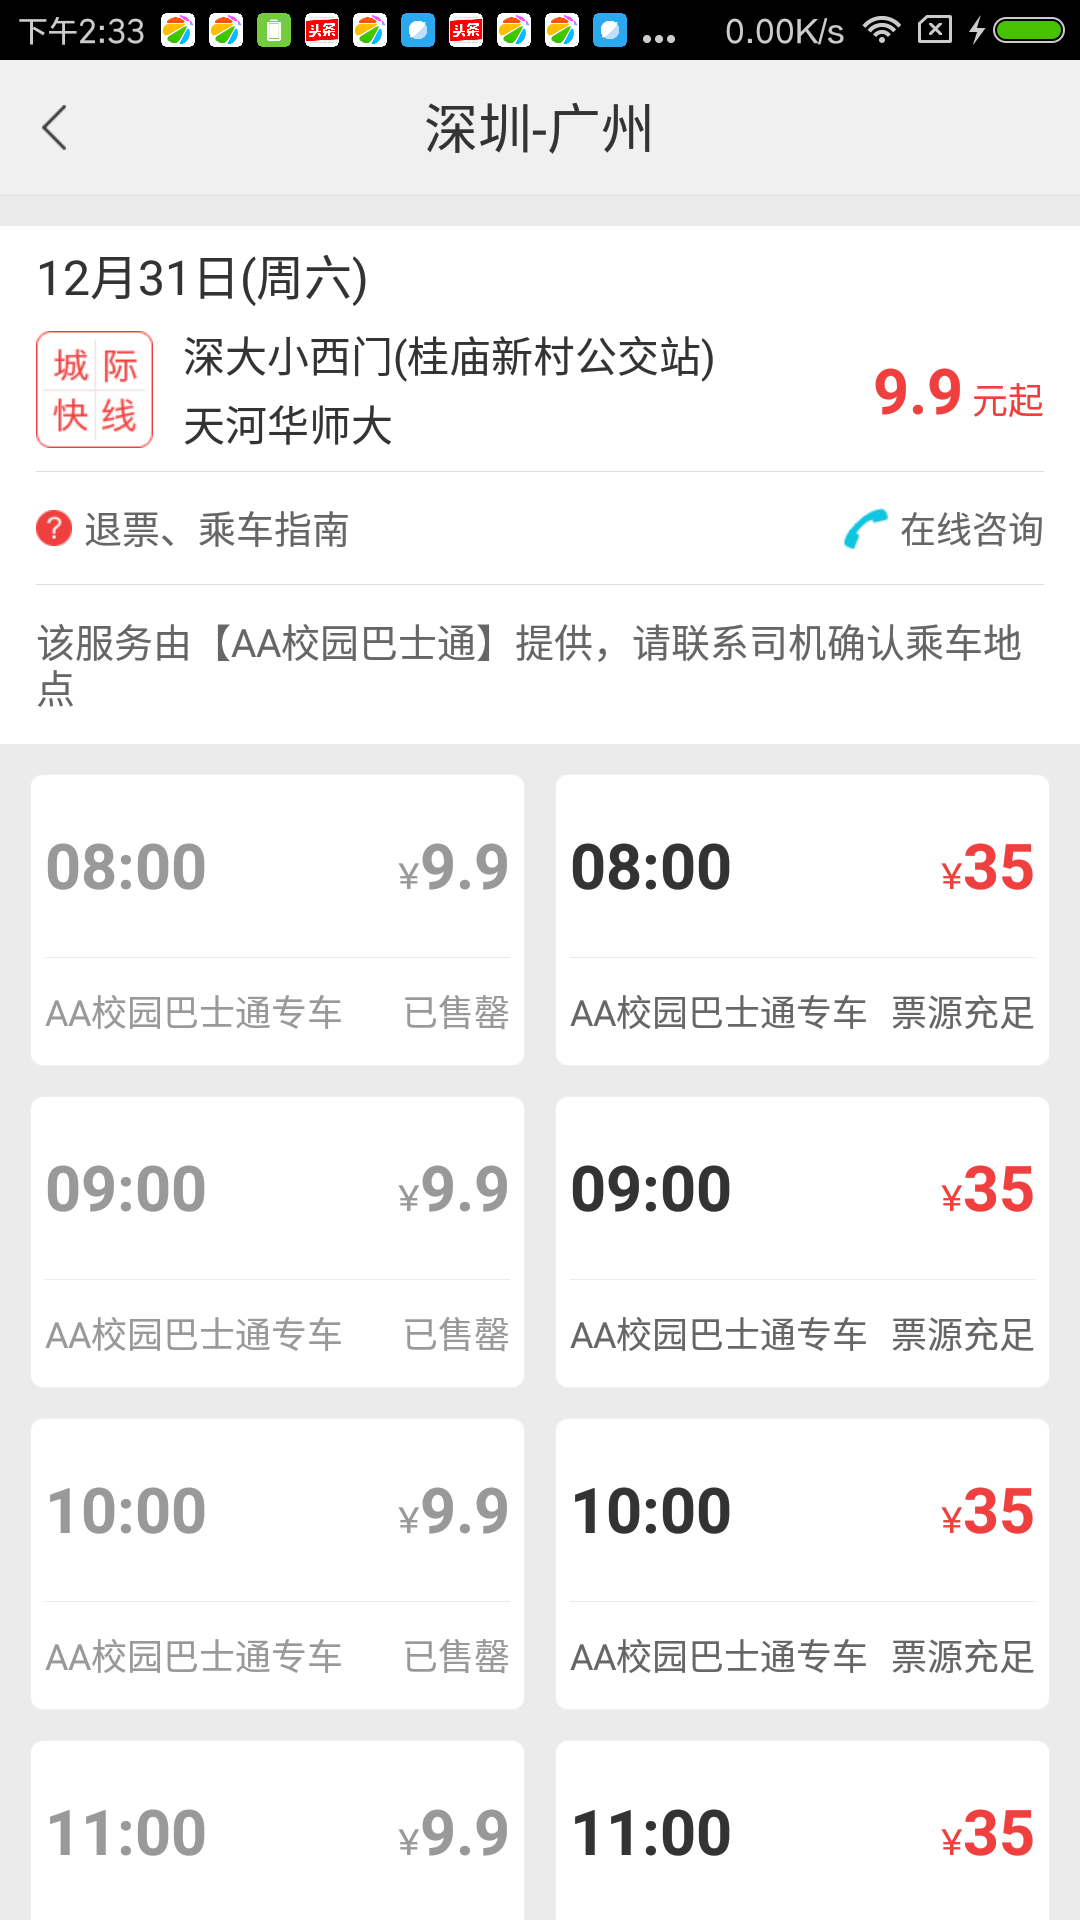 下午2:33
头条
头条
...
0.00K/s
深圳-广州
12月31日(周六)
城际
快线
深大小西门(桂庙新村公交站)
天河华师大
9.9 元起
? 退票、乘车指南
在线咨询
该服务由【AA校园巴士通】提供，请联系司机确认乘车地
点
08:00 ¥9.9
AA校园巴士通专车 已售罄
08:00 ¥35
AA校园巴士通专车 票源充足
09:00 ¥9.9
AA校园巴士通专车 已售罄
09:00 ¥35
AA校园巴士通专车 票源充足
10:00 ¥9.9
AA校园巴士通专车 已售罄
10:00 ¥35
AA校园巴士通专车 票源充足
11:00 ¥9.9
11:00 ¥35